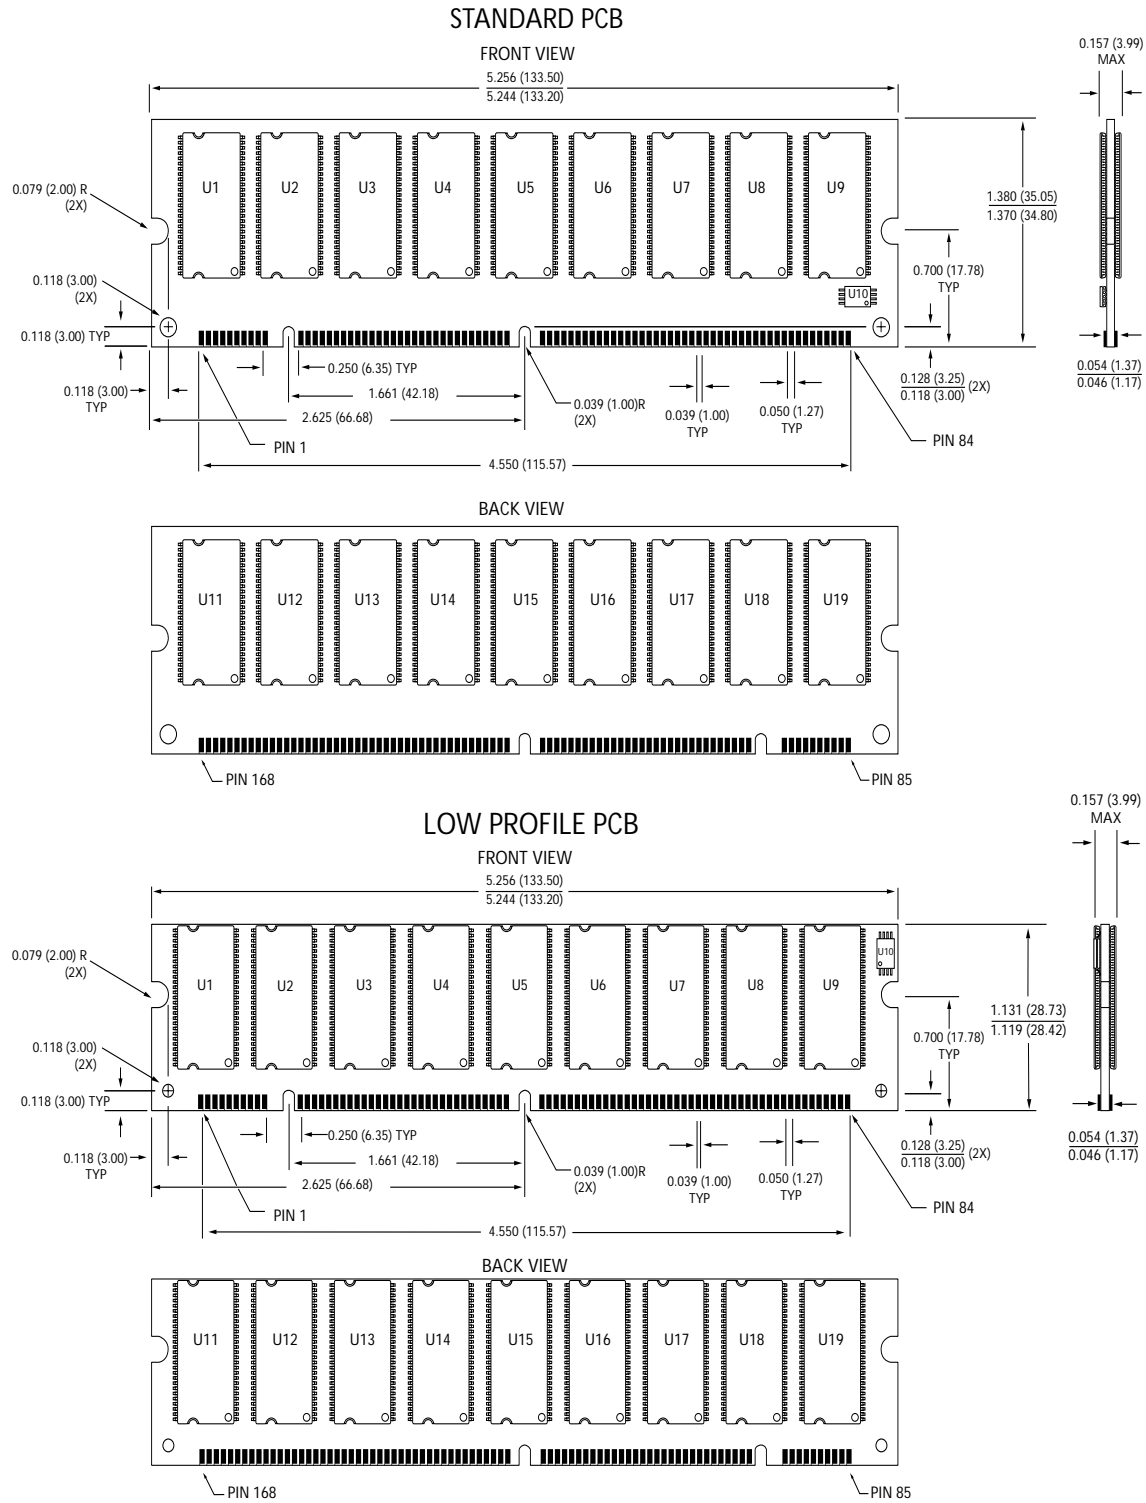 STANDARD PCB
FRONT VIEW
5.256 (133.50)
5.244 (133.20)
0.157 (3.99)
MAX
0.079 (2.00) R
(2X)
U1 U2 U3 U4 U5 U6 U7 U8 U9
1.380 (35.05)
1.370 (34.80)
0.118 (3.00)
(2X)
0.700 (17.78)
TYP
U10
0.118 (3.00) TYP
0.118 (3.00)
TYP
0.250 (6.35) TYP
1.661 (42.18)
2.625 (66.68)
0.039 (1.00)R
(2X)
0.039 (1.00)
TYP
0.050 (1.27)
TYP
0.128 (3.25)
0.118 (3.00)
(2X)
0.054 (1.37)
0.046 (1.17)
PIN 1
PIN 84
4.550 (115.57)
BACK VIEW
U11 U12 U13 U14 U15 U16 U17 U18 U19
PIN 168
PIN 85
LOW PROFILE PCB
FRONT VIEW
5.256 (133.50)
5.244 (133.20)
0.157 (3.99)
MAX
0.079 (2.00) R
(2X)
U1 U2 U3 U4 U5 U6 U7 U8 U9
U10
1.131 (28.73)
1.119 (28.42)
0.700 (17.78)
TYP
0.118 (3.00)
(2X)
0.118 (3.00) TYP
0.118 (3.00)
TYP
0.250 (6.35) TYP
1.661 (42.18)
2.625 (66.68)
0.039 (1.00)R
(2X)
0.039 (1.00)
TYP
0.050 (1.27)
TYP
0.128 (3.25)
0.118 (3.00)
(2X)
0.054 (1.37)
0.046 (1.17)
PIN 1
PIN 84
4.550 (115.57)
BACK VIEW
U11 U12 U13 U14 U15 U16 U17 U18 U19
PIN 168
PIN 85